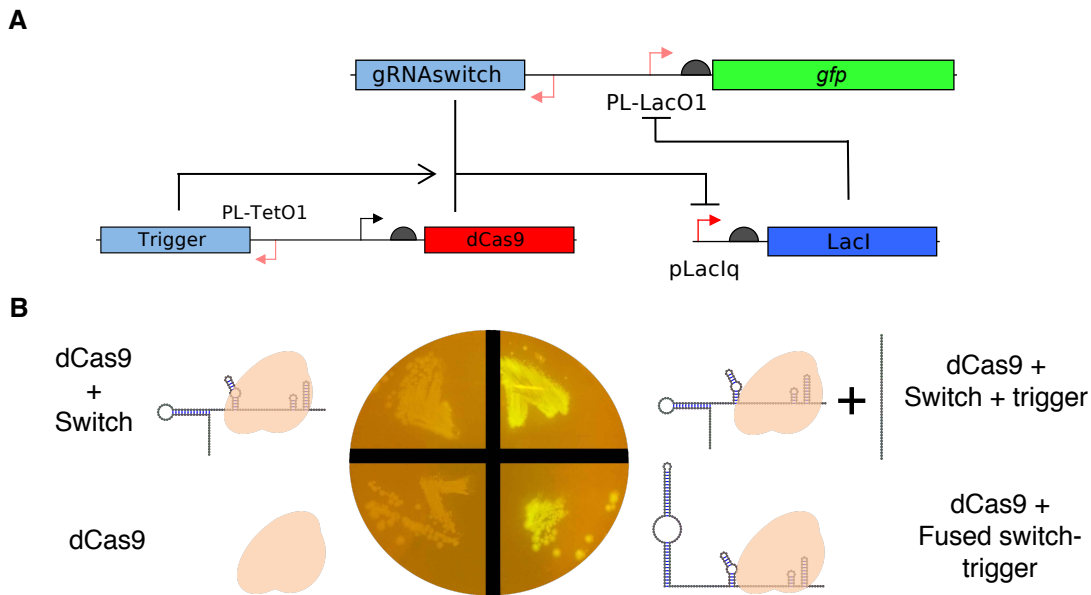 A
gRNAswitch
gfp
PL-LacO1
PL-TetO1
Trigger
dCas9
LacI
pLacIq
B
dCas9
+
Switch
+
dCas9 +
Switch + trigger
dCas9
dCas9 +
Fused switch-
trigger